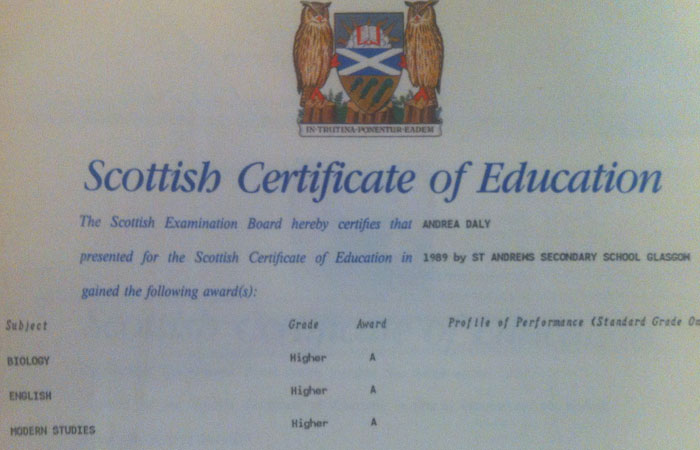 IN·TRUTINA·PONENTUR·EADEM
Scottish Certificate of Education
The Scottish Examination Board hereby certifies that ANDREA DALY
presented for the Scottish Certificate of Education in 1989 by ST ANDREWS SECONDARY SCHOOL GLASGOW
gained the following award(s):
Subject Grade Award Profile of Performance (Standard Grade On
BIOLOGY Higher A
ENGLISH Higher A
MODERN STUDIES Higher A